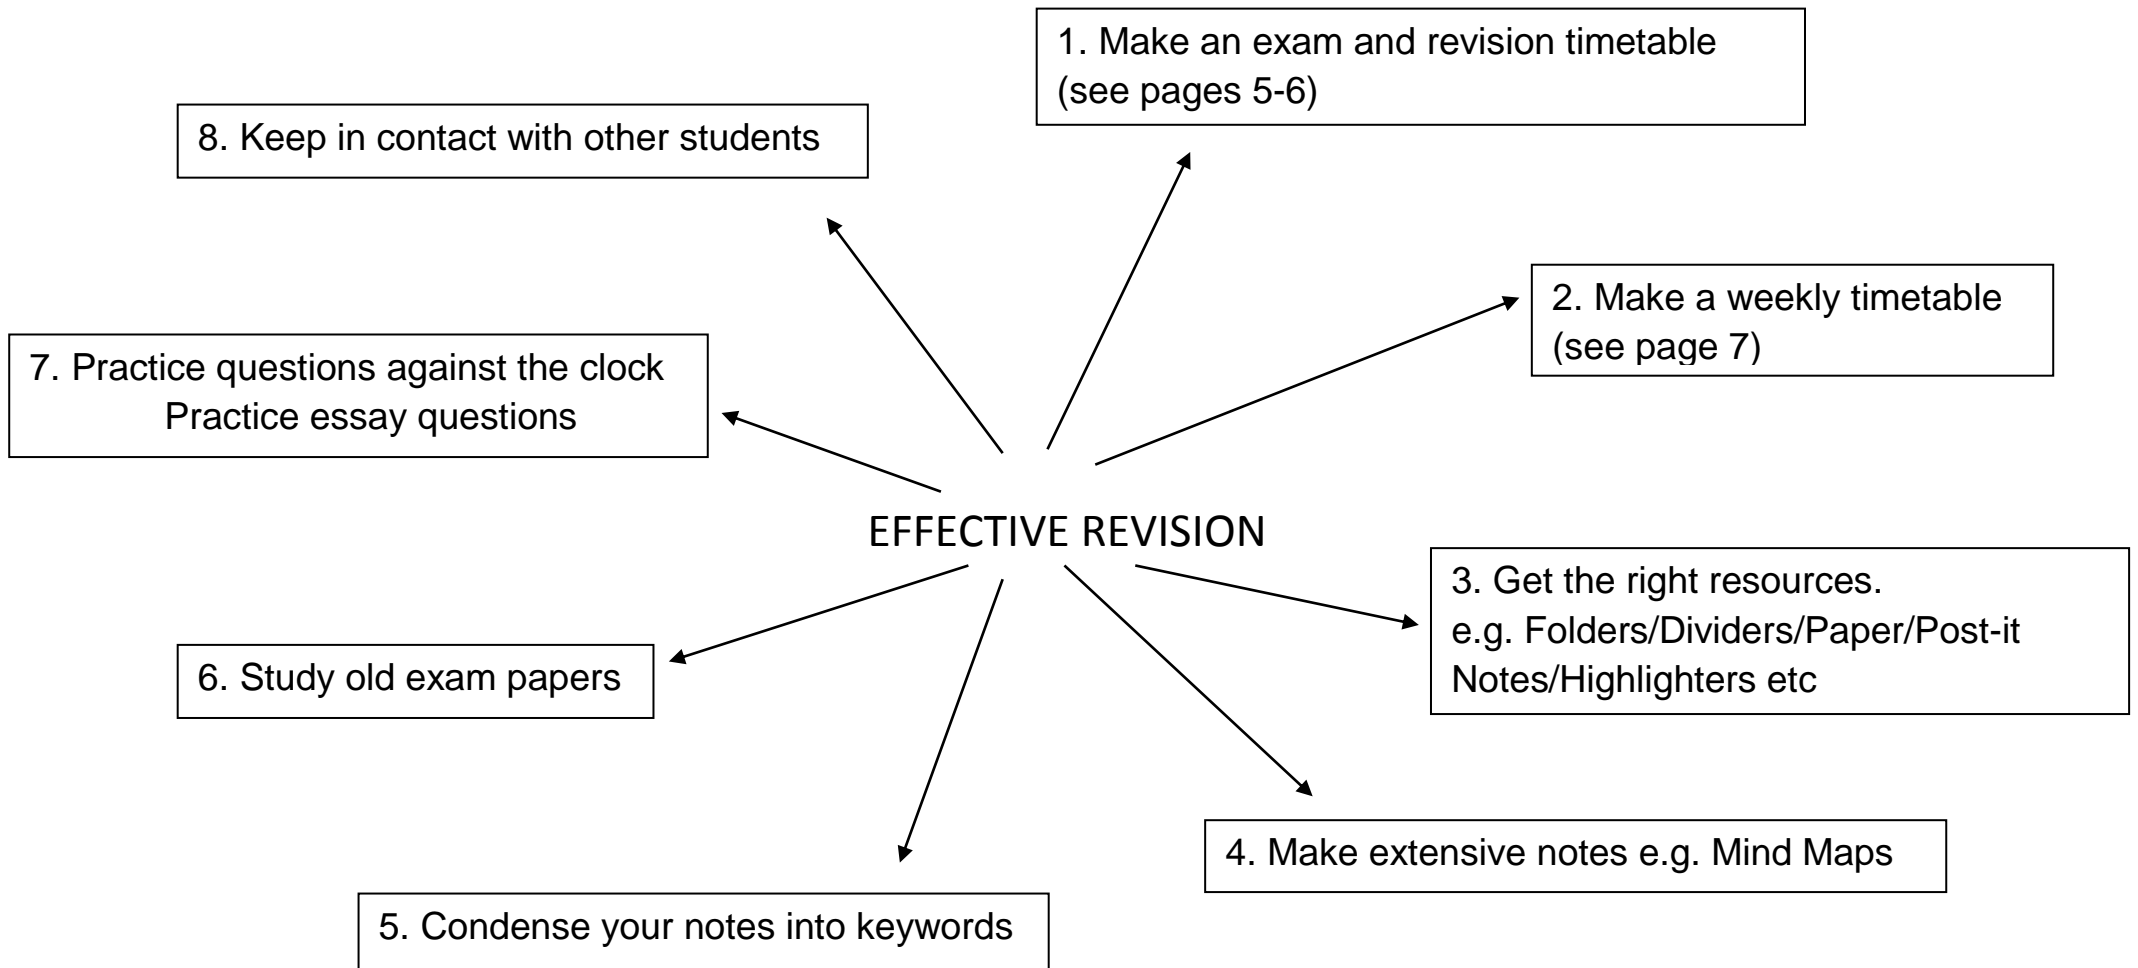 1. Make an exam and revision timetable
(see pages 5-6)
8. Keep in contact with other students
2. Make a weekly timetable
(see page 7)
7. Practice questions against the clock
Practice essay questions
EFFECTIVE REVISION
3. Get the right resources.
e.g. Folders/Dividers/Paper/Post-it
Notes/Highlighters etc
6. Study old exam papers
4. Make extensive notes e.g. Mind Maps
5. Condense your notes into keywords